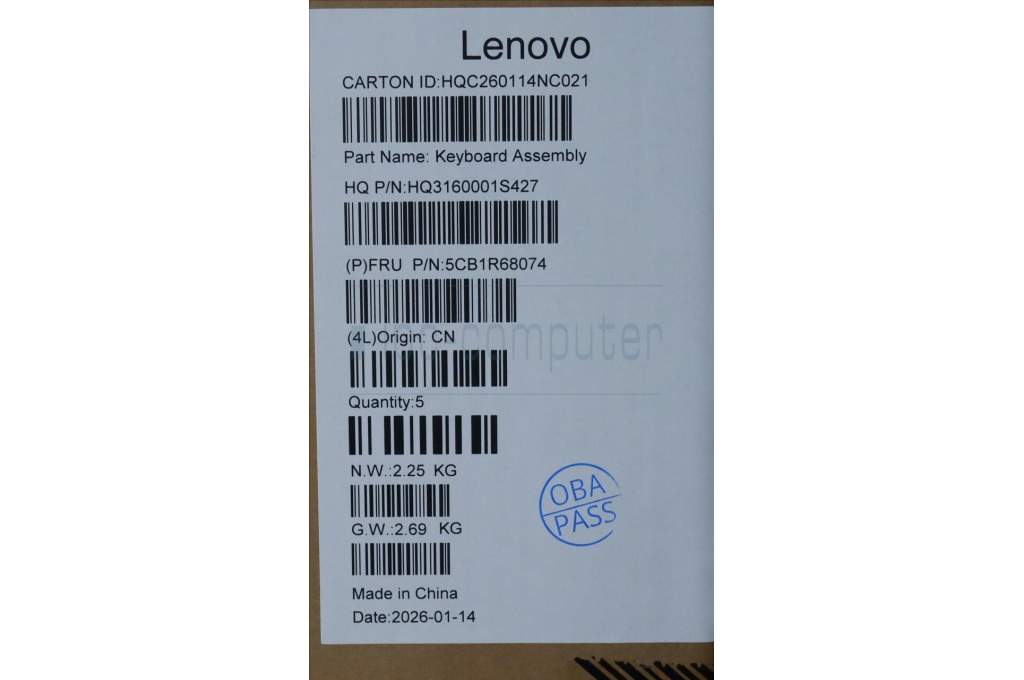 Lenovo
CARTON ID:HQC260114NC021
Part Name: Keyboard Assembly
HQ P/N:HQ3160001S427
(P)FRU P/N:5CB1R68074
(4L)Origin: CN
computer
Quantity:5
N.W.:2.25 KG
OBA
PASS
G.W.:2.69 KG
Made in China
Date:2026-01-14